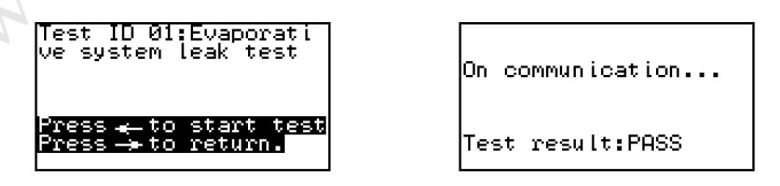 Test ID 01:Evaporati
ve system leak test
Press ← to start test
Press → to return.
On communication...
Test result:PASS